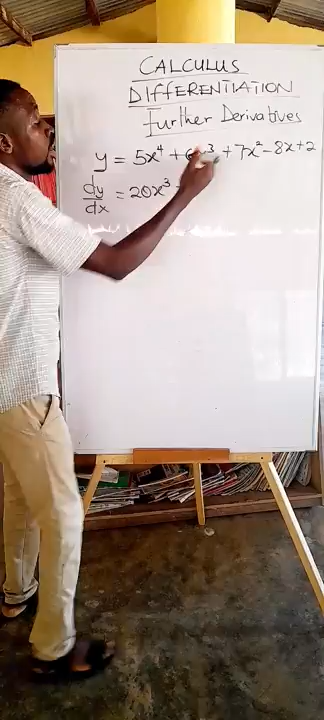 CALCULUS
DIFFERENTIATION
Further Derivatives
y = 5x⁴ + 6x³ + 7x² - 8x + 2
dy/dx = 20x³